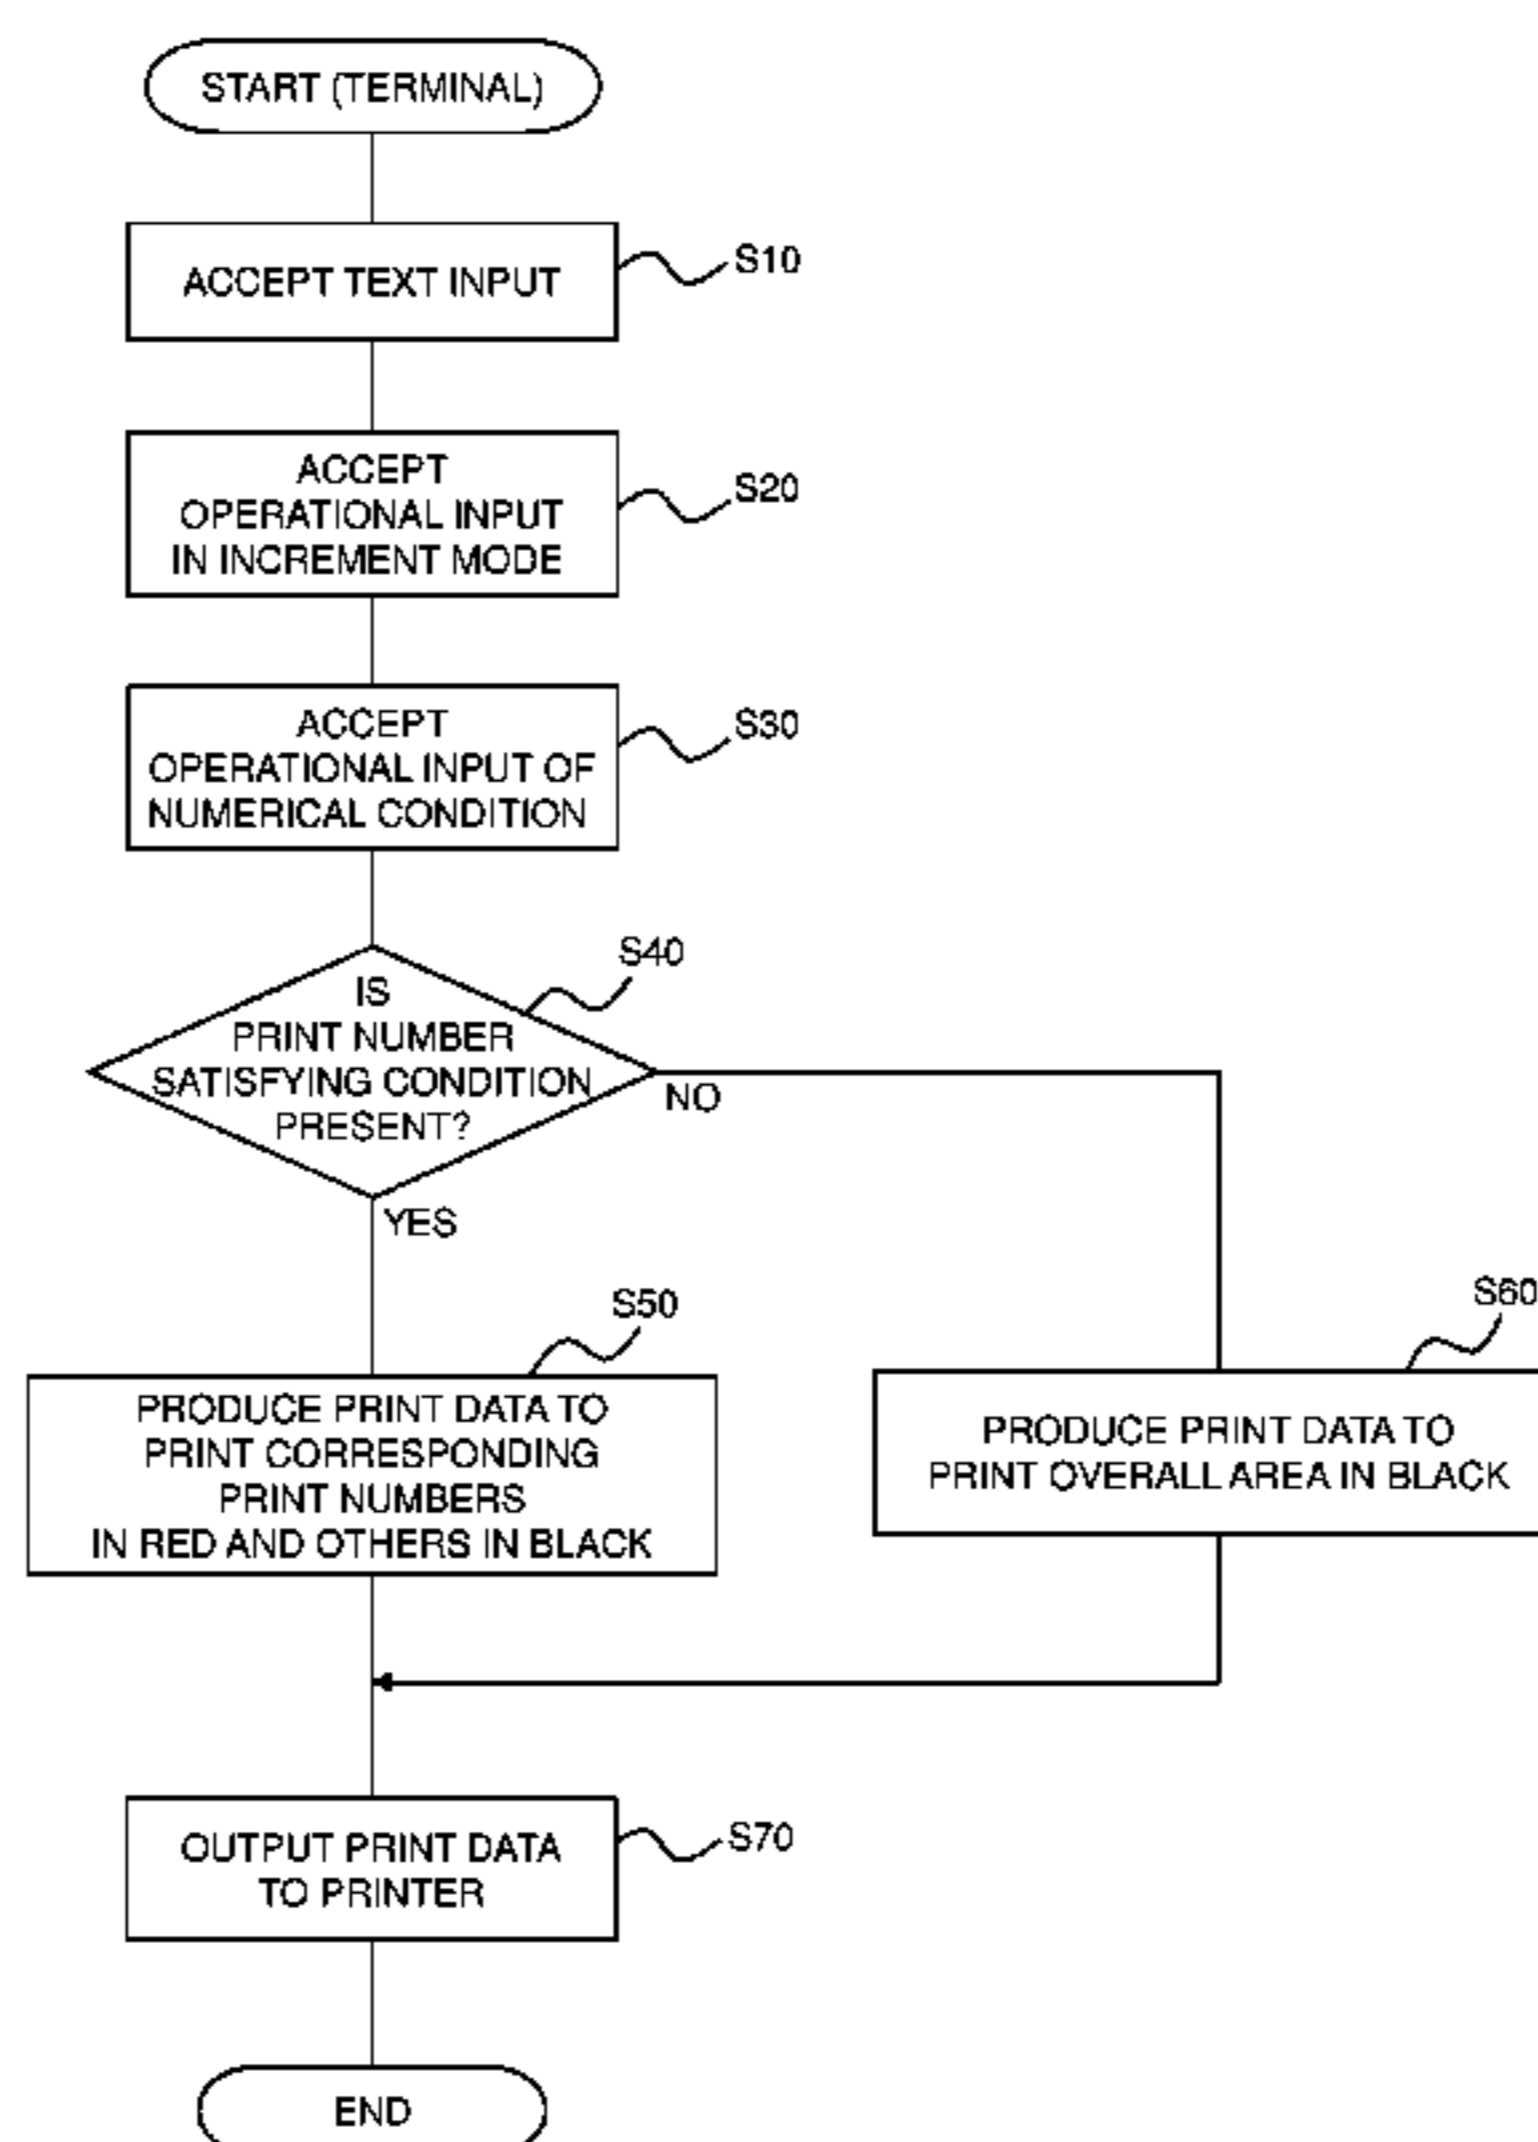 START (TERMINAL)
ACCEPT TEXT INPUT
S10
ACCEPT
OPERATIONAL INPUT
IN INCREMENT MODE
S20
ACCEPT
OPERATIONAL INPUT OF
NUMERICAL CONDITION
S30
S40
IS
PRINT NUMBER
SATISFYING CONDITION
PRESENT?
NO
YES
S50
PRODUCE PRINT DATA TO
PRINT CORRESPONDING
PRINT NUMBERS
IN RED AND OTHERS IN BLACK
S60
PRODUCE PRINT DATA TO
PRINT OVERALL AREA IN BLACK
OUTPUT PRINT DATA
TO PRINTER
S70
END